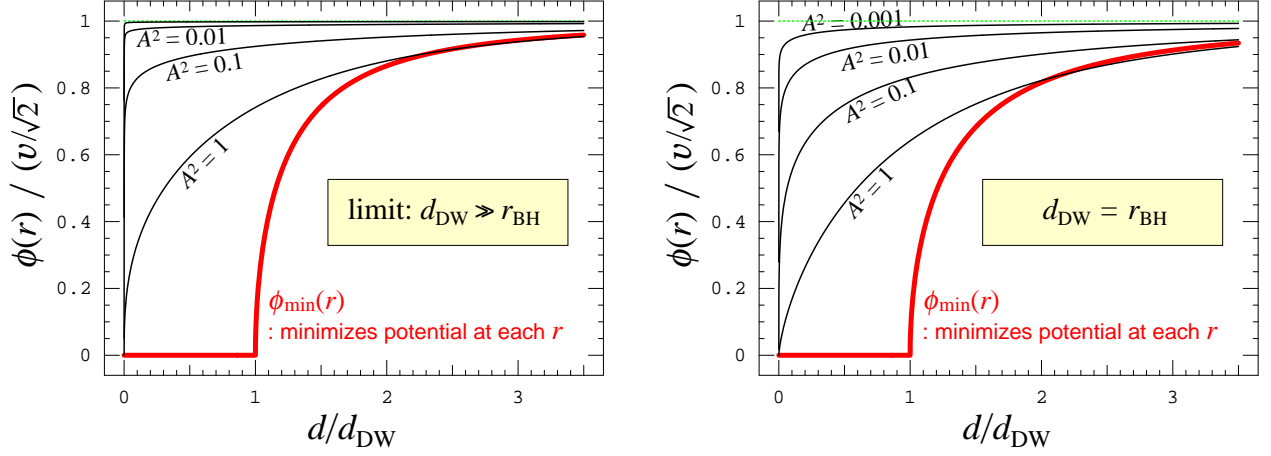 ϕ(r) / (υ/√2)
1
0.8
0.6
0.4
0.2
0
A² = 0.01
A² = 0.1
A² = 1
limit: d_DW ≫ r_BH
ϕ_min(r)
: minimizes potential at each r
0 1 2 3
d/d_DW
ϕ(r) / (υ/√2)
1
0.8
0.6
0.4
0.2
0
A² = 0.001
A² = 0.01
A² = 0.1
A² = 1
d_DW = r_BH
ϕ_min(r)
: minimizes potential at each r
0 1 2 3
d/d_DW